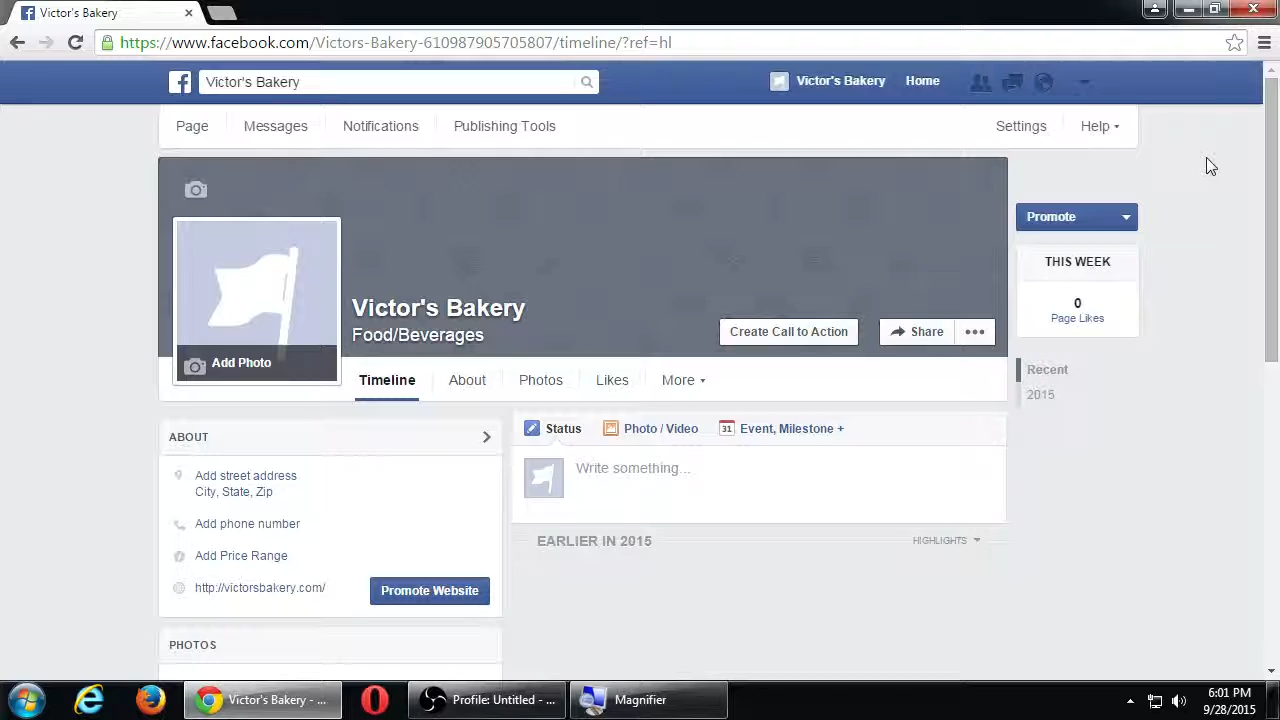 Victor's Bakery
https://www.facebook.com/Victors-Bakery-610987905705807/timeline/?ref=hl
Victor's Bakery
Victor's Bakery
Home
Page
Messages
Notifications
Publishing Tools
Settings
Help
Promote
THIS WEEK
0
Page Likes
Victor's Bakery
Food/Beverages
Create Call to Action
Share
Add Photo
Timeline
About
Photos
Likes
More
Recent
2015
ABOUT
Add street address
City, State, Zip
Add phone number
Add Price Range
http://victorsbakery.com/
Promote Website
PHOTOS
Status
Photo / Video
31
Event, Milestone +
Write something...
EARLIER IN 2015
HIGHLIGHTS
Victor's Bakery - ...
Profile: Untitled - ...
Magnifier
6:01 PM
9/28/2015